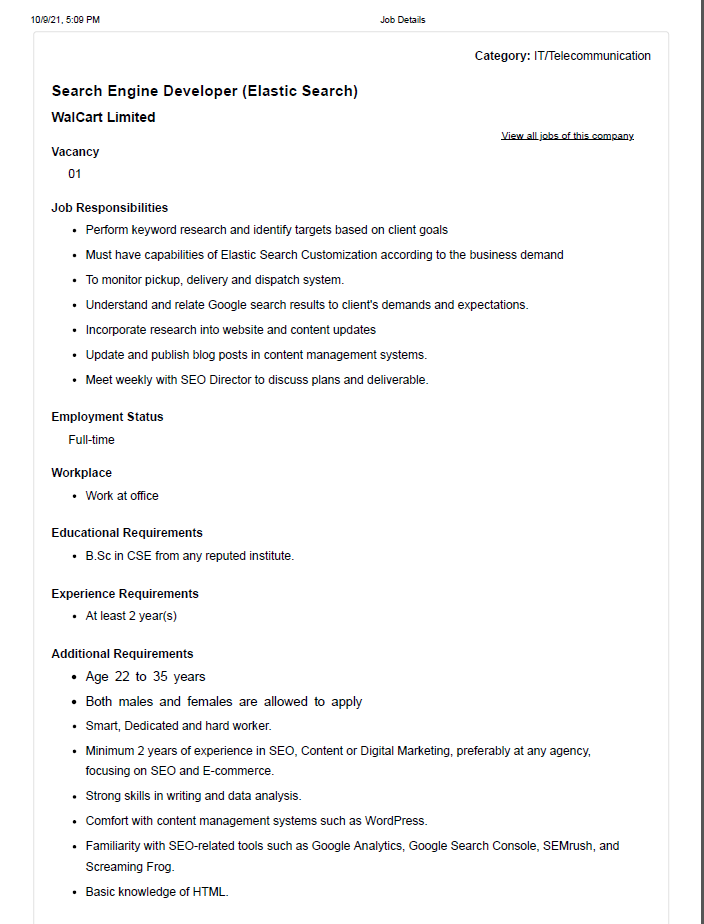 10/9/21, 5:09 PM
Job Details
Category: IT/Telecommunication
Search Engine Developer (Elastic Search)
WalCart Limited
View all jobs of this company
Vacancy
01
Job Responsibilities
• Perform keyword research and identify targets based on client goals
• Must have capabilities of Elastic Search Customization according to the business demand
• To monitor pickup, delivery and dispatch system.
• Understand and relate Google search results to client's demands and expectations.
• Incorporate research into website and content updates
• Update and publish blog posts in content management systems.
• Meet weekly with SEO Director to discuss plans and deliverable.
Employment Status
Full-time
Workplace
• Work at office
Educational Requirements
• B.Sc in CSE from any reputed institute.
Experience Requirements
• At least 2 year(s)
Additional Requirements
• Age 22 to 35 years
• Both males and females are allowed to apply
• Smart, Dedicated and hard worker.
• Minimum 2 years of experience in SEO, Content or Digital Marketing, preferably at any agency,
focusing on SEO and E-commerce.
• Strong skills in writing and data analysis.
• Comfort with content management systems such as WordPress.
• Familiarity with SEO-related tools such as Google Analytics, Google Search Console, SEMrush, and
Screaming Frog.
• Basic knowledge of HTML.